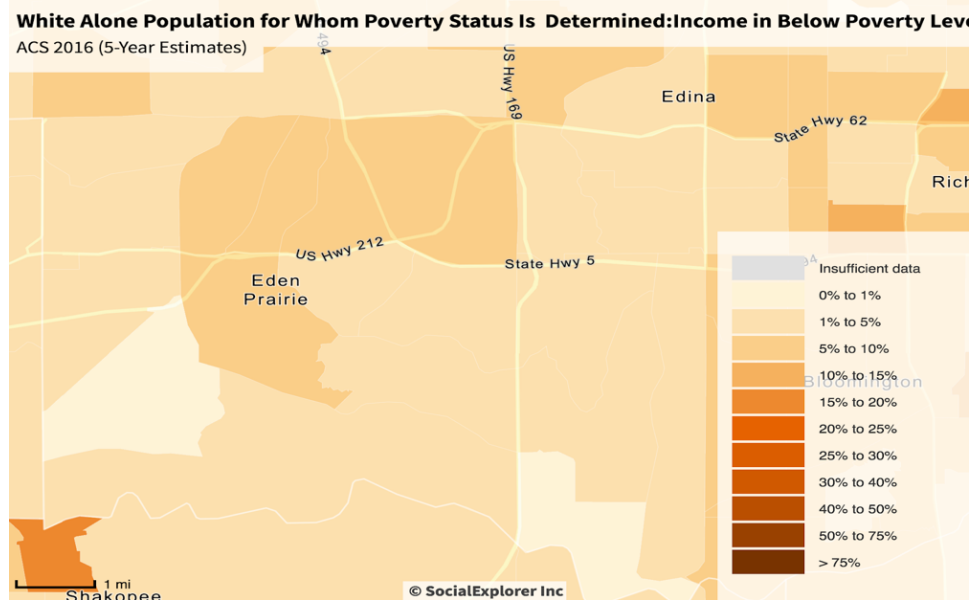 White Alone Population for Whom Poverty Status Is Determined:Income in Below Poverty Leve
ACS 2016 (5-Year Estimates)
494
US Hwy 169
Edina
State Hwy 62
Rich
US Hwy 212
State Hwy 5
Eden
Prairie
94
Insufficient data
0% to 1%
1% to 5%
5% to 10%
10% to 15%
Bloomington
15% to 20%
20% to 25%
25% to 30%
30% to 40%
40% to 50%
50% to 75%
> 75%
1 mi
Shakopee
© SocialExplorer Inc